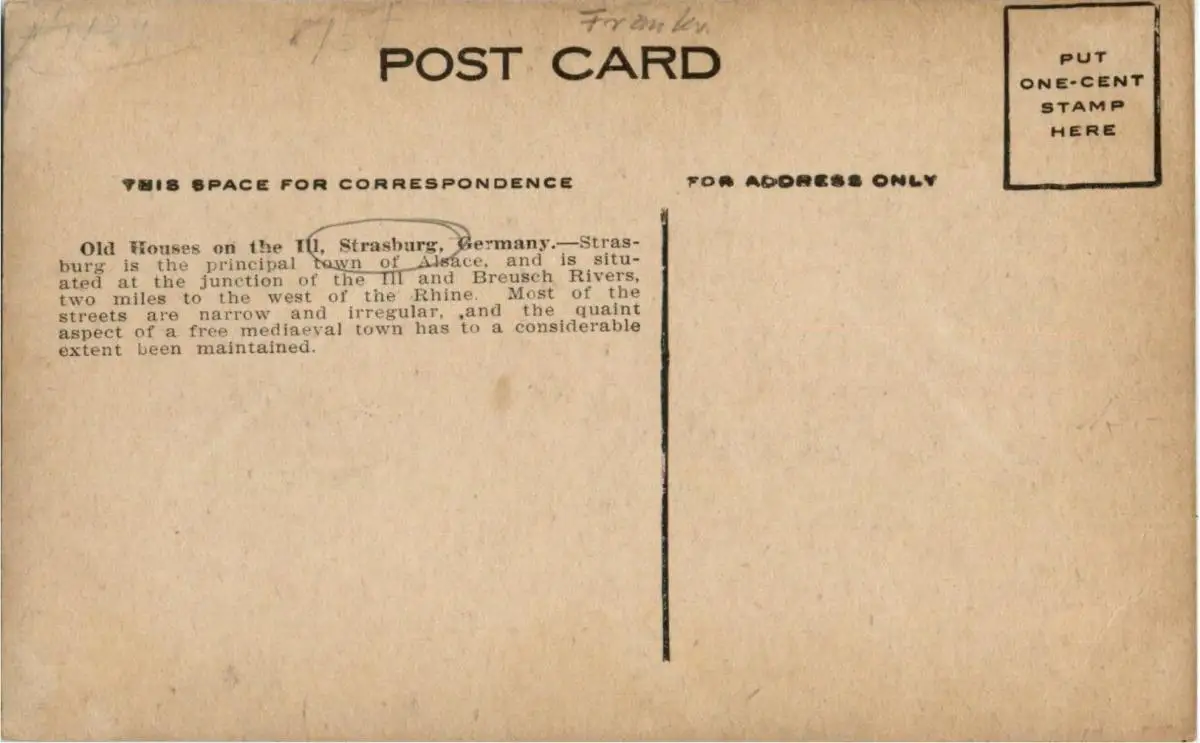 Frankr.
POST CARD
PUT
ONE-CENT
STAMP
HERE
THIS SPACE FOR CORRESPONDENCE
FOR ADDRESS ONLY
Old Houses on the Ill, Strasburg, Germany.—Stras-
burg is the principal town of Alsace, and is situ-
ated at the junction of the Ill and Breusch Rivers,
two miles to the west of the Rhine. Most of the
streets are narrow and irregular, and the quaint
aspect of a free mediaeval town has to a considerable
extent been maintained.